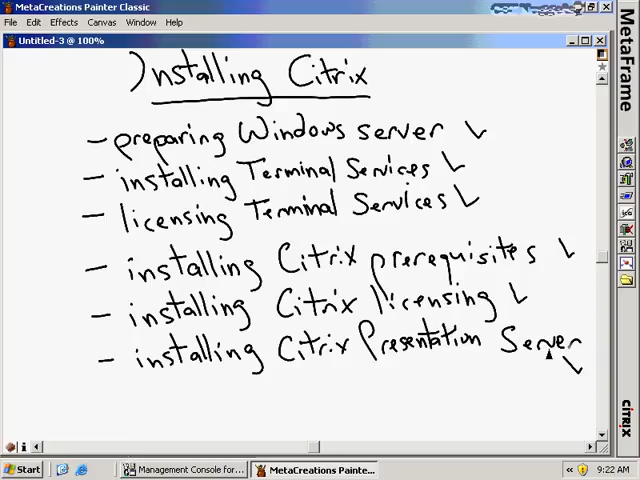 MetaCreations Painter Classic
File Edit Effects Canvas Window Help
Untitled-3 @ 100%
Installing Citrix
- preparing Windows server
- installing Terminal Services
- licensing Terminal Services
- installing Citrix prerequisites
- installing Citrix licensing
- installing Citrix Presentation Server
MetaFrame
CITRIX
Start
Management Console for...
MetaCreations Painte...
9:22 AM